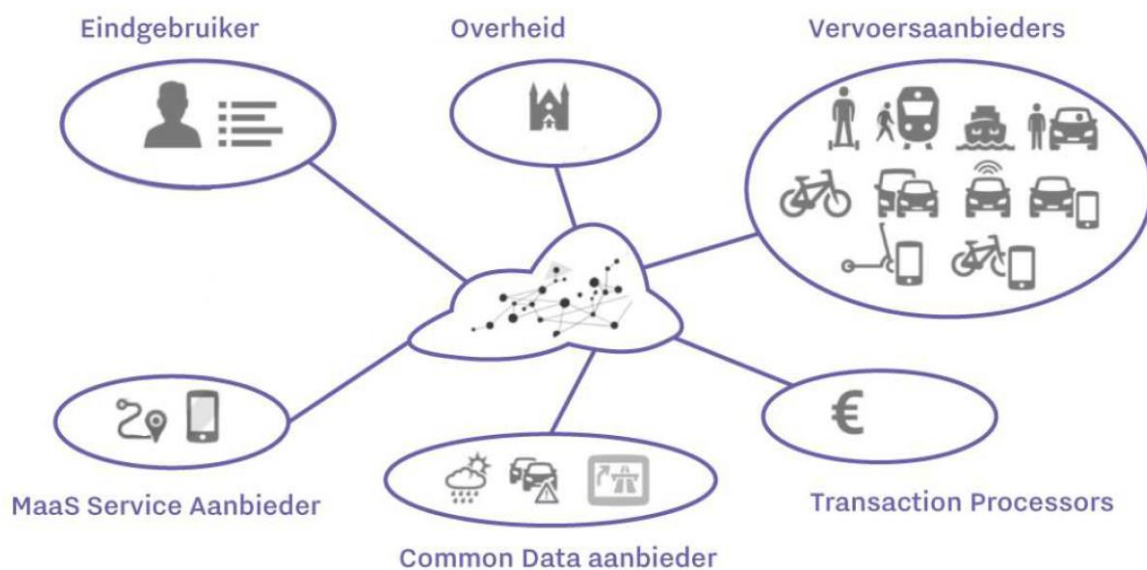 Eindgebruiker
Overheid
Vervoersaanbieders
€
MaaS Service Aanbieder
Transaction Processors
Common Data aanbieder